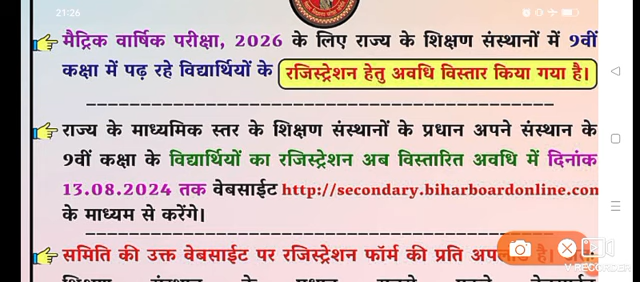 21:26
मैट्रिक वार्षिक परीक्षा, 2026 के लिए राज्य के शिक्षण संस्थानों में 9वीं
कक्षा में पढ़ रहे विद्यार्थियों के रजिस्ट्रेशन हेतु अवधि विस्तार किया गया है।
राज्य के माध्यमिक स्तर के शिक्षण संस्थानों के प्रधान अपने संस्थान के
9वीं कक्षा के विद्यार्थियों का रजिस्ट्रेशन अब विस्तारित अवधि में दिनांक
13.08.2024 तक वेबसाईट http://secondary.biharboardonline.com
के माध्यम से करेंगे।
समिति की उक्त वेबसाईट पर रजिस्ट्रेशन फॉर्म की प्रति